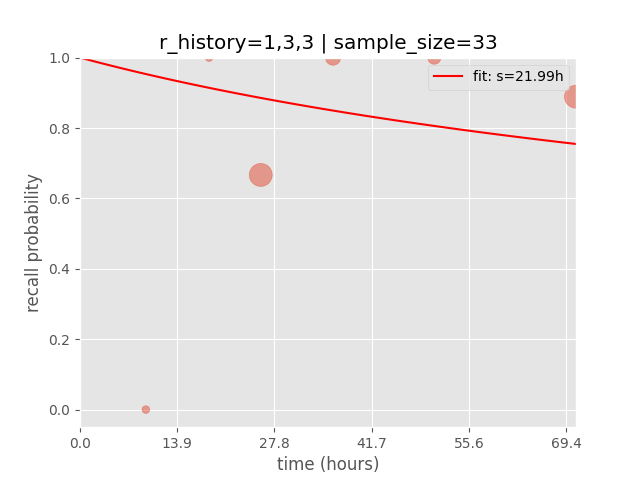 r_history=1,3,3 | sample_size=33
fit: s=21.99h
recall probability
1.0
0.8
0.6
0.4
0.2
0.0
0.0 13.9 27.8 41.7 55.6 69.4
time (hours)